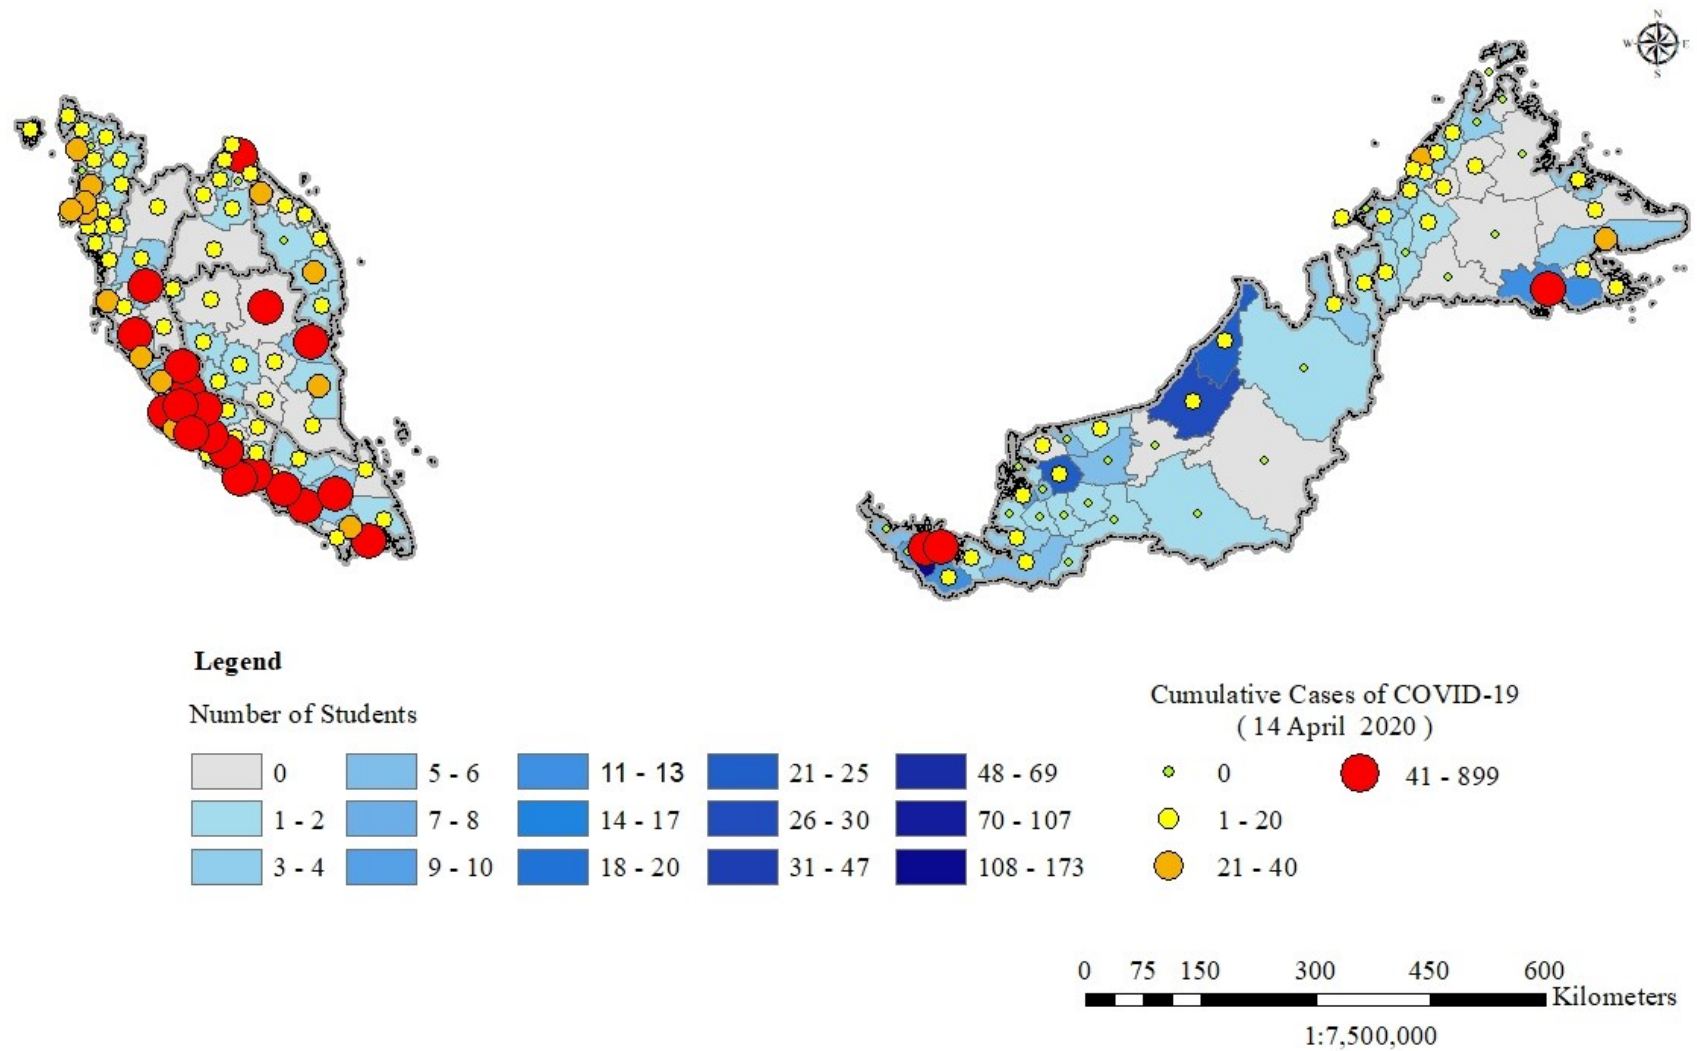 N
W E
S
Legend
Number of Students
0
1 - 2
3 - 4
5 - 6
7 - 8
9 - 10
11 - 13
14 - 17
18 - 20
21 - 25
26 - 30
31 - 47
48 - 69
70 - 107
108 - 173
Cumulative Cases of COVID-19
( 14 April 2020 )
0
1 - 20
21 - 40
41 - 899
0 75 150 300 450 600
Kilometers
1:7,500,000